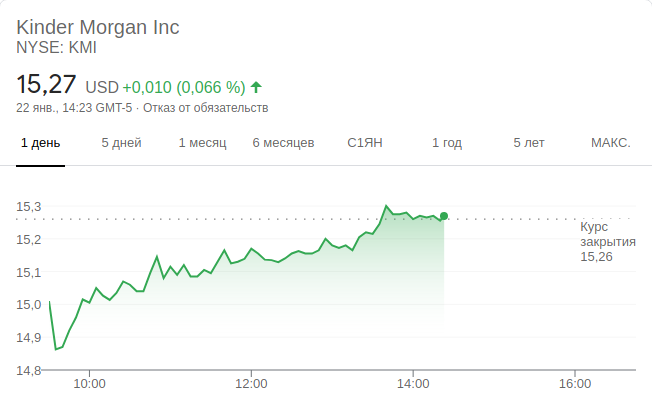 Kinder Morgan Inc
NYSE: KMI
15,27 USD +0,010 (0,066 %)
22 янв., 14:23 GMT-5 · Отказ от обязательств
1 день 5 дней 1 месяц 6 месяцев С1ЯН 1 год 5 лет МАКС.
15,3
Курс
15,2
закрытия
15,26
15,1
15,0
14,9
14,8
10:00 12:00 14:00 16:00